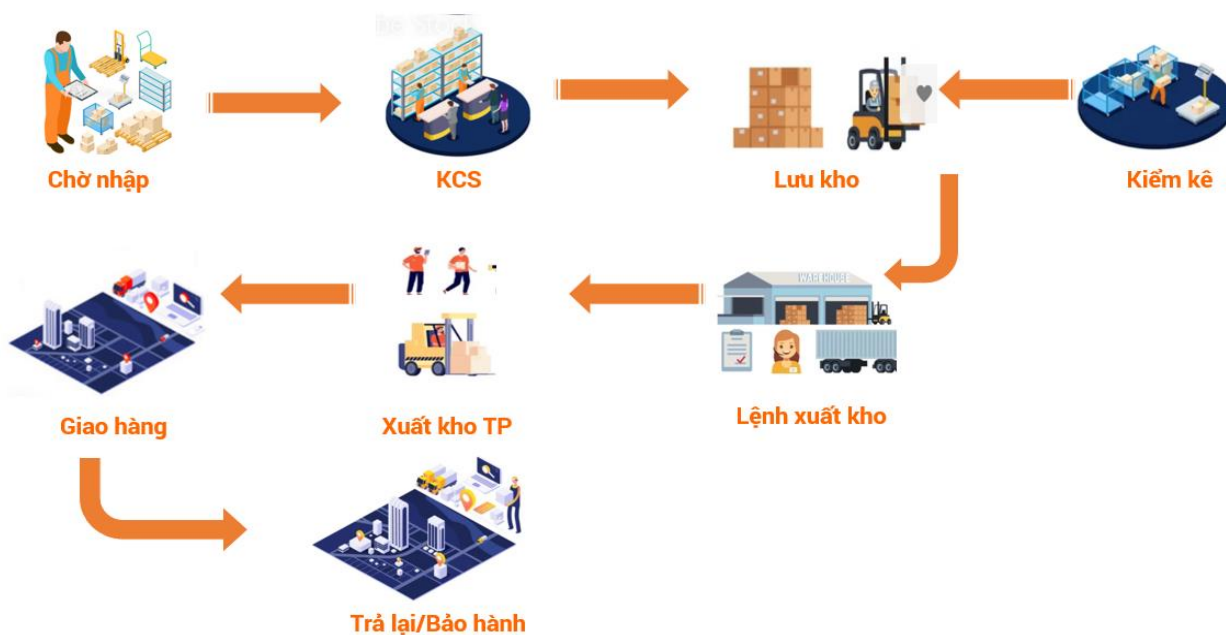 Chờ nhập
KCS
Lưu kho
Kiểm kê
WAREHOUSE
Giao hàng
Xuất kho TP
Lệnh xuất kho
Trả lại/Bảo hành